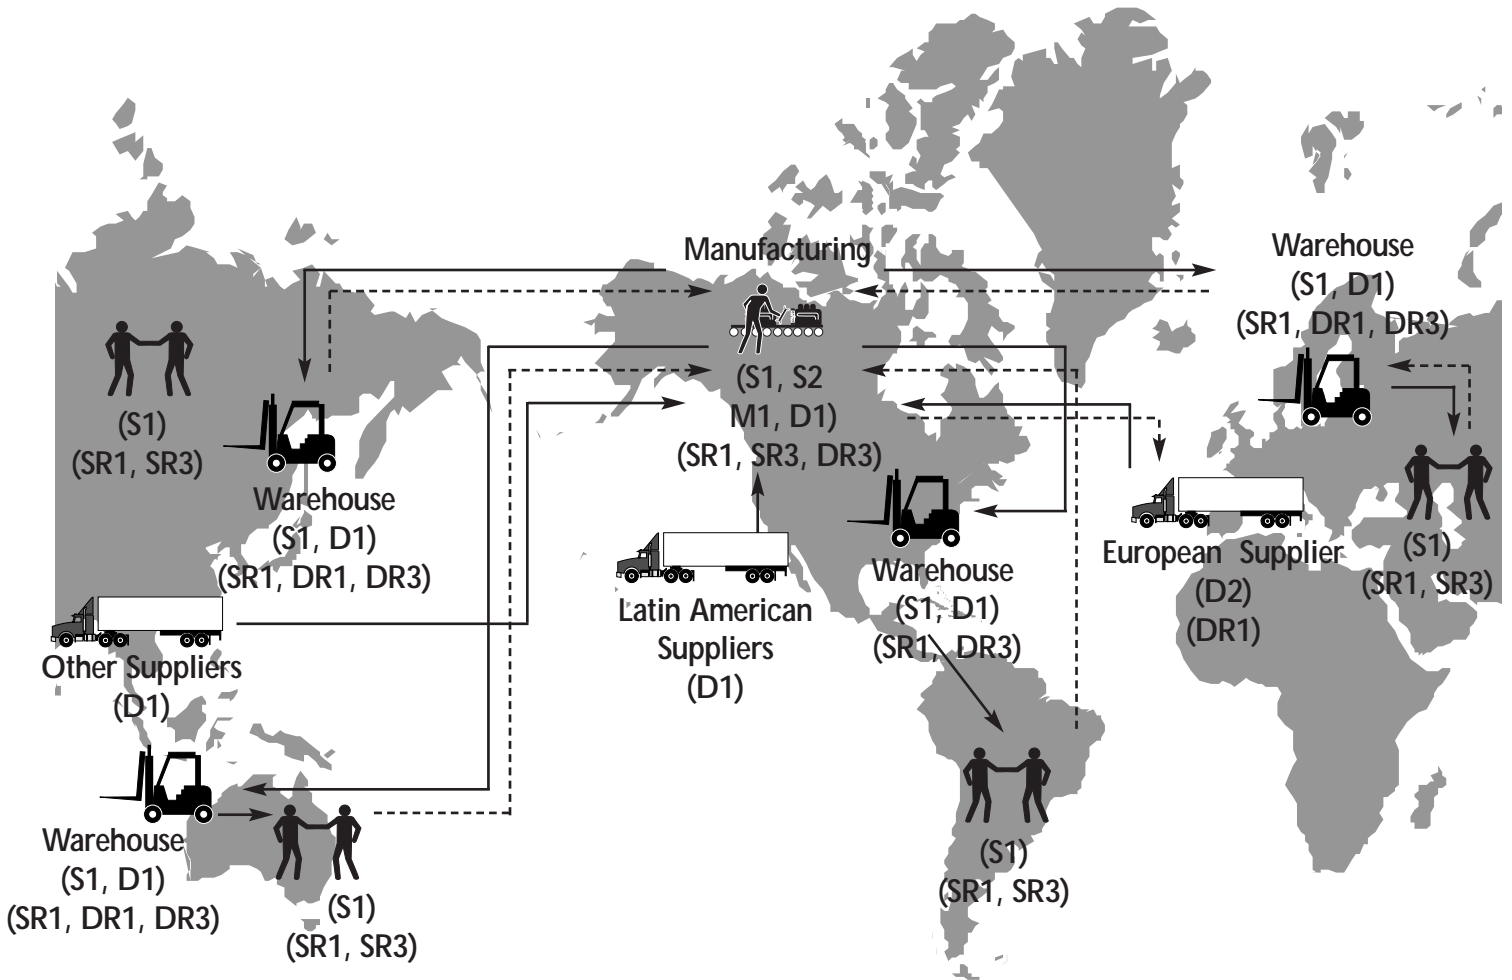 Manufacturing
(S1, S2
M1, D1)
(SR1, SR3, DR3)
Warehouse
(S1, D1)
(SR1, DR1, DR3)
(S1)
(SR1, SR3)
Warehouse
(S1, D1)
(SR1, DR1, DR3)
Other Suppliers
(D1)
Warehouse
(S1, D1)
(SR1, DR1, DR3)
(S1)
(SR1, SR3)
Latin American
Suppliers
(D1)
Warehouse
(S1, D1)
(SR1, DR3)
(S1)
(SR1, SR3)
European Supplier
(D2)
(DR1)
(S1)
(SR1, SR3)